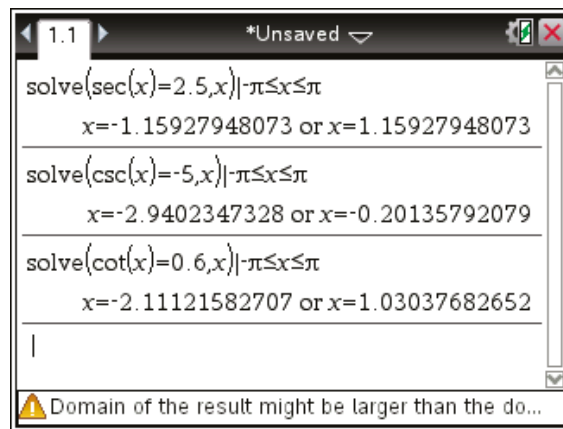 1.1 *Unsaved
solve(sec(x)=2.5,x)|-π≤x≤π
x=-1.15927948073 or x=1.15927948073
solve(csc(x)=-5,x)|-π≤x≤π
x=-2.9402347328 or x=-0.20135792079
solve(cot(x)=0.6,x)|-π≤x≤π
x=-2.11121582707 or x=1.03037682652
Domain of the result might be larger than the do...